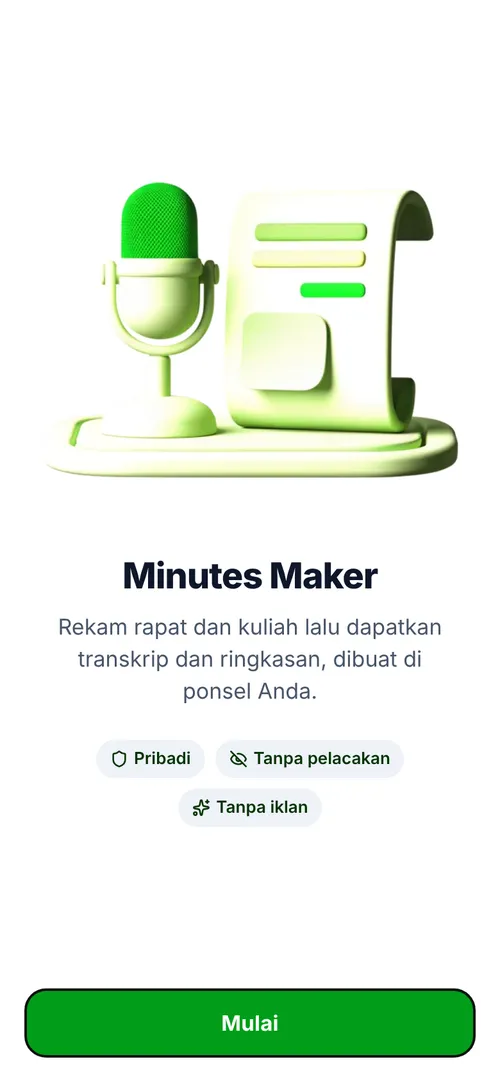 Minutes Maker
Rekam rapat dan kuliah lalu dapatkan
transkrip dan ringkasan, dibuat di
ponsel Anda.
Pribadi
Tanpa pelacakan
Tanpa iklan
Mulai